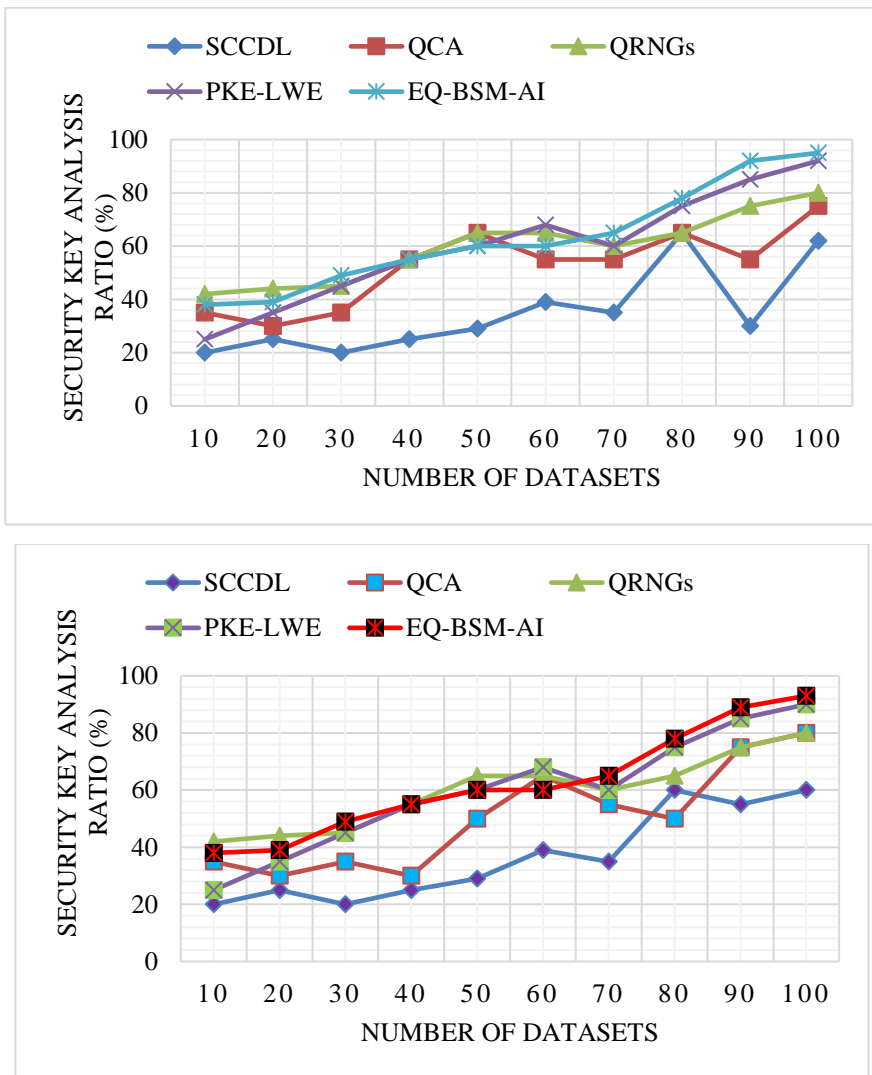 SCCDL QCA QRNGs
PKE-LWE EQ-BSM-AI
SECURITY KEY ANALYSIS
RATIO (%)
100
80
60
40
20
0
10 20 30 40 50 60 70 80 90 100
NUMBER OF DATASETS
SCCDL QCA QRNGs
PKE-LWE EQ-BSM-AI
SECURITY KEY ANALYSIS
RATIO (%)
100
80
60
40
20
0
10 20 30 40 50 60 70 80 90 100
NUMBER OF DATASETS